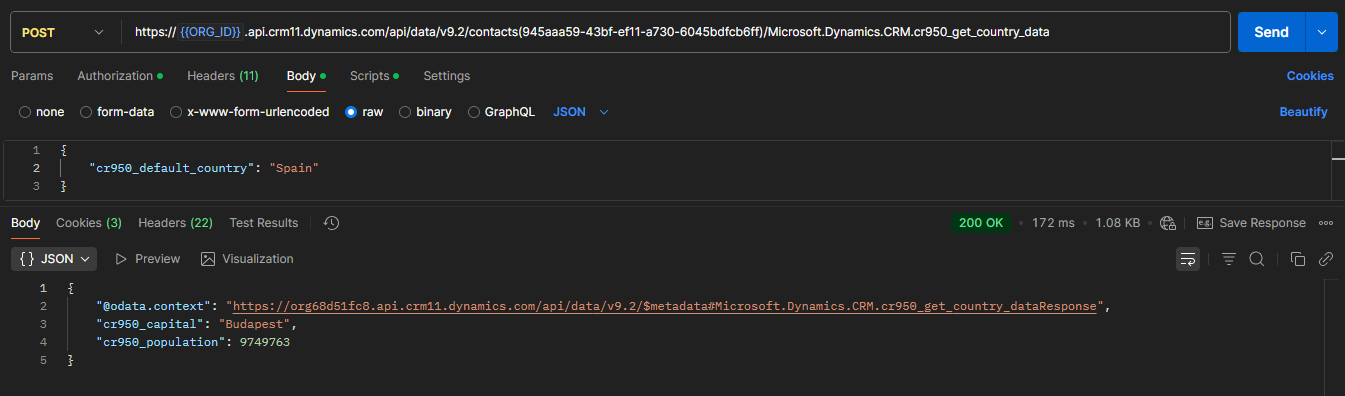 POST https:// {{ORG_ID}} .api.crm11.dynamics.com/api/data/v9.2/contacts(945aaa59-43bf-ef11-a730-6045bdfcb6ff)/Microsoft.Dynamics.CRM.cr950_get_country_data Send
Params Authorization Headers (11) Body Scripts Settings Cookies
none form-data x-www-form-urlencoded raw binary GraphQL JSON Beautify
1 {
2 "cr950_default_country": "Spain"
3 }
Body Cookies (3) Headers (22) Test Results 200 OK 172 ms 1.08 KB e.g. Save Response
{} JSON Preview Visualization
1 {
2 "@odata.context": "https://org68d51fc8.api.crm11.dynamics.com/api/data/v9.2/$metadata#Microsoft.Dynamics.CRM.cr950_get_country_dataResponse",
3 "cr950_capital": "Budapest",
4 "cr950_population": 9749763
5 }